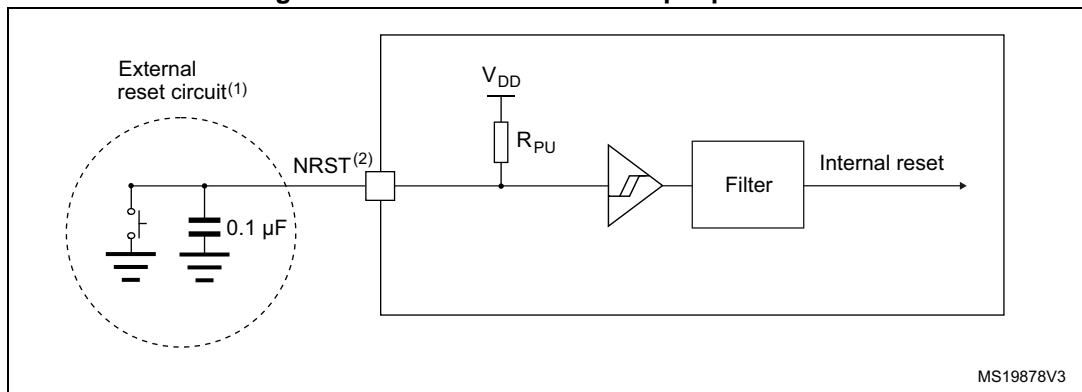 External
reset circuit(1)
VDD
RPU
NRST(2)
Internal reset
Filter
0.1 µF
MS19878V3